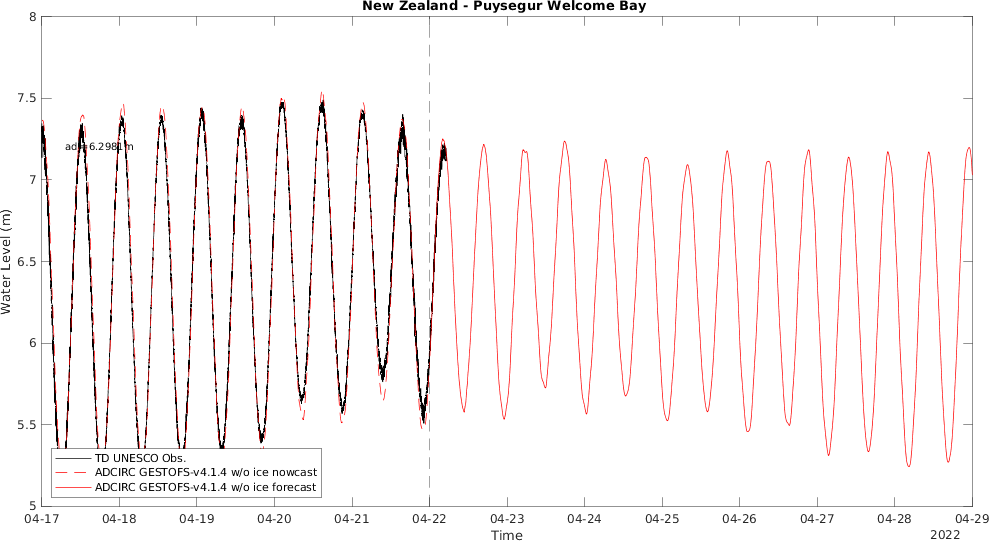 New Zealand - Puysegur Welcome Bay
8
7.5
7
6.5
6
5.5
5
Water Level (m)
6.2981m
TD UNESCO Obs.
ADCIRC GESTOFS-v4.1.4 w/o ice nowcast
ADCIRC GESTOFS-v4.1.4 w/o ice forecast
04-17 04-18 04-19 04-20 04-21 04-22 04-23 04-24 04-25 04-26 04-27 04-28 04-29
Time
2022